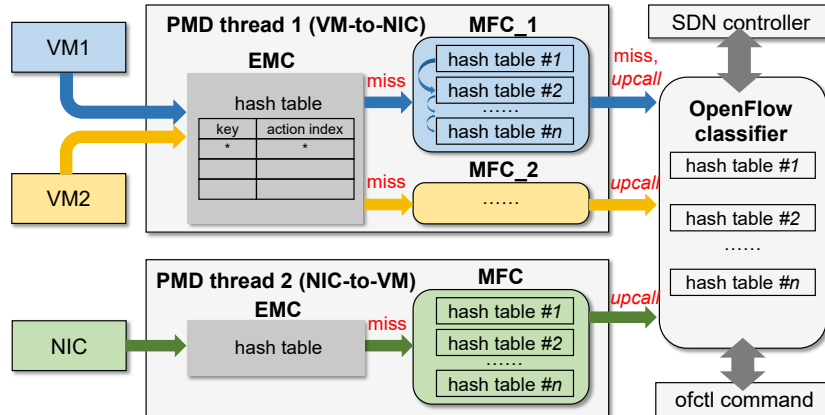 VM1
VM2
PMD thread 1 (VM-to-NIC)
EMC
hash table
key action index
* *
miss
MFC_1
hash table #1
hash table #2
……
hash table #n
miss,
upcall
miss
MFC_2
……
upcall
SDN controller
OpenFlow
classifier
hash table #1
hash table #2
……
hash table #n
ofctl command
NIC
PMD thread 2 (NIC-to-VM)
EMC
hash table
miss
MFC
hash table #1
hash table #2
……
hash table #n
upcall